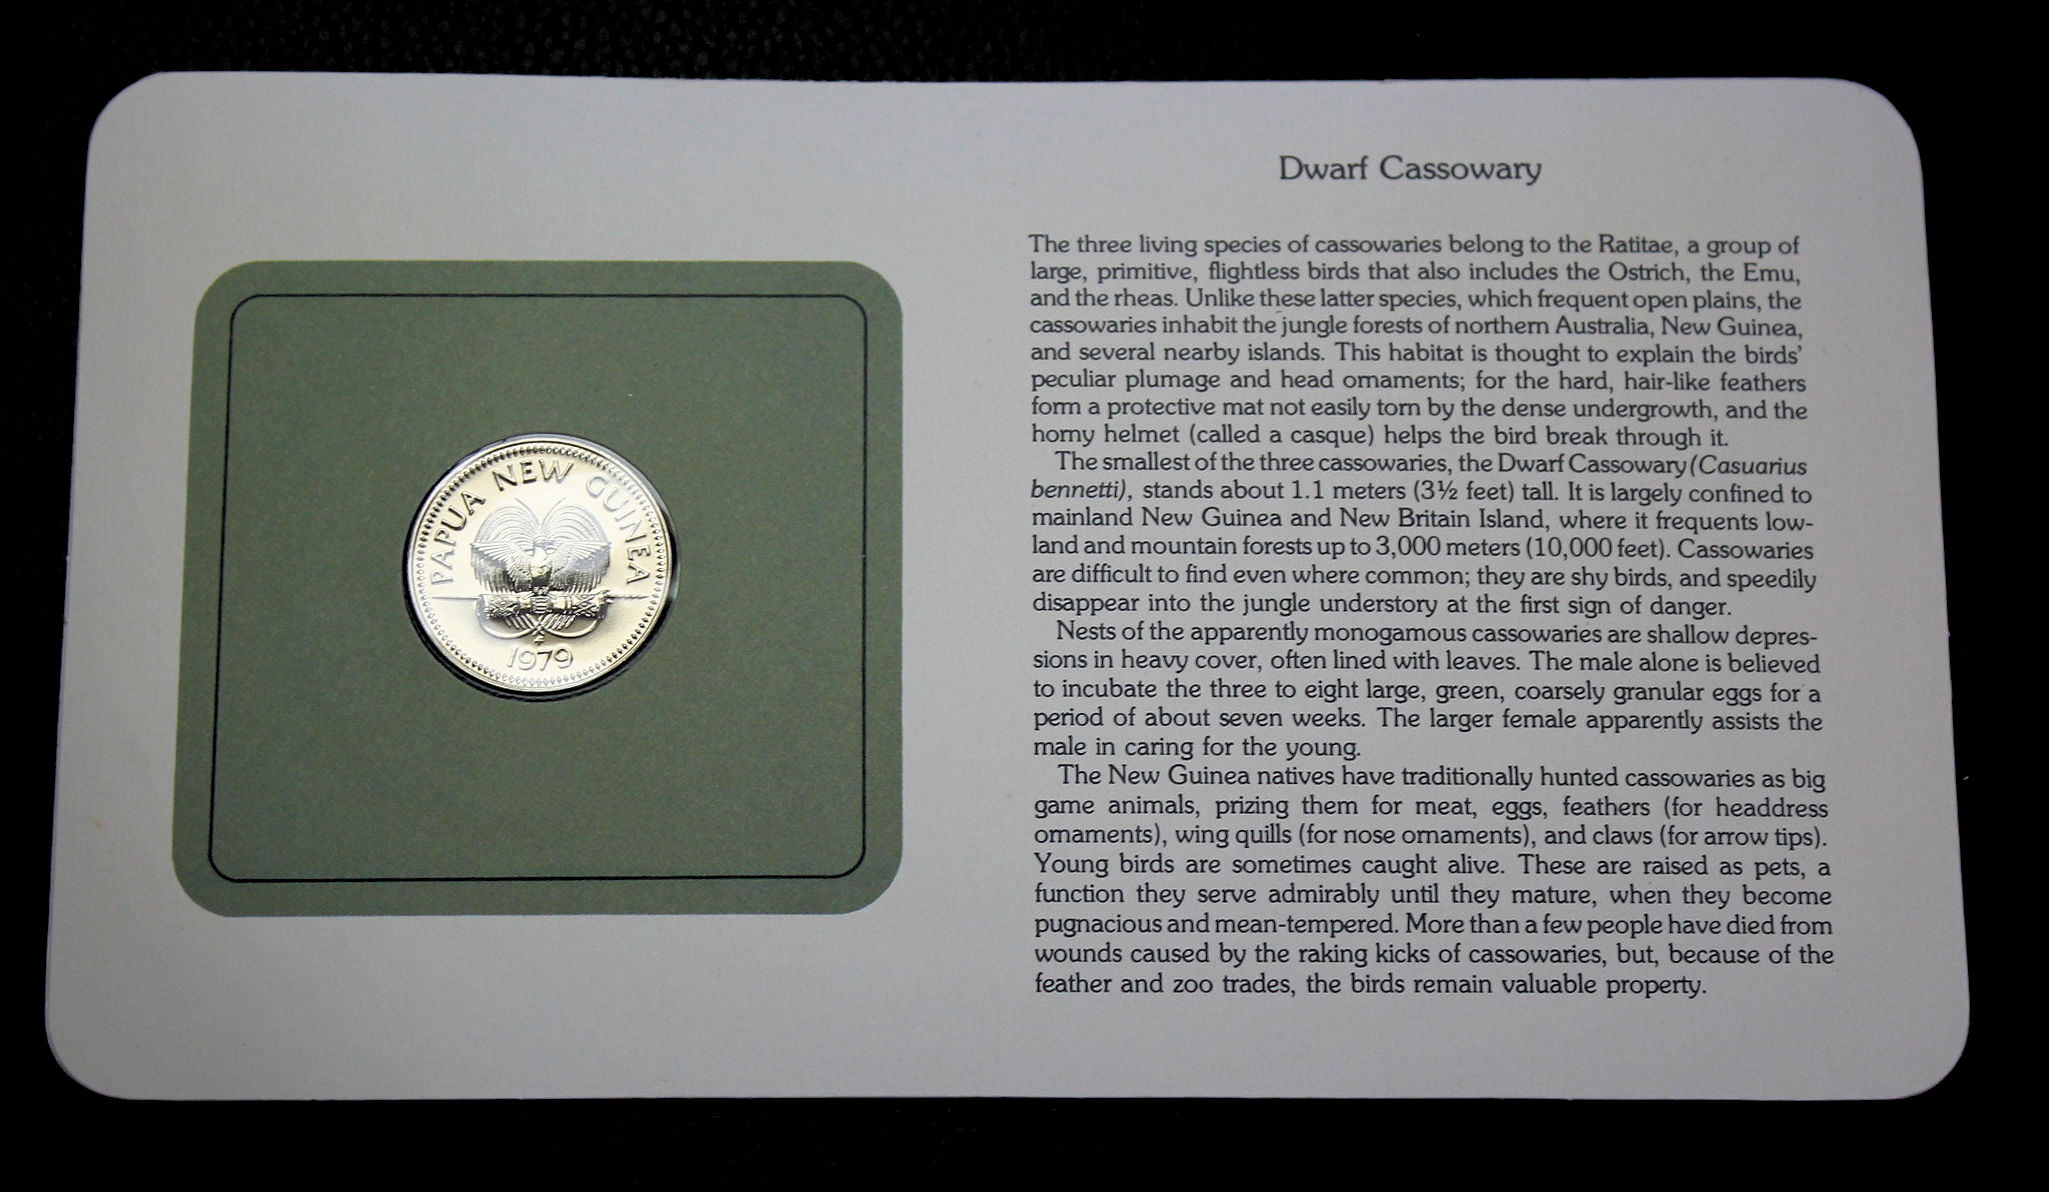 PAPUA NEW GUINEA
1979
Dwarf Cassowary
The three living species of cassowaries belong to the Ratitae, a group of
large, primitive, flightless birds that also includes the Ostrich, the Emu,
and the rheas. Unlike these latter species, which frequent open plains, the
cassowaries inhabit the jungle forests of northern Australia, New Guinea,
and several nearby islands. This habitat is thought to explain the birds'
peculiar plumage and head ornaments; for the hard, hair-like feathers
form a protective mat not easily torn by the dense undergrowth, and the
horny helmet (called a casque) helps the bird break through it.
The smallest of the three cassowaries, the Dwarf Cassowary (Casuarius
bennetti), stands about 1.1 meters (3½ feet) tall. It is largely confined to
mainland New Guinea and New Britain Island, where it frequents low-
land and mountain forests up to 3,000 meters (10,000 feet). Cassowaries
are difficult to find even where common; they are shy birds, and speedily
disappear into the jungle understory at the first sign of danger.
Nests of the apparently monogamous cassowaries are shallow depres-
sions in heavy cover, often lined with leaves. The male alone is believed
to incubate the three to eight large, green, coarsely granular eggs for a
period of about seven weeks. The larger female apparently assists the
male in caring for the young.
The New Guinea natives have traditionally hunted cassowaries as big
game animals, prizing them for meat, eggs, feathers (for headdress
ornaments), wing quills (for nose ornaments), and claws (for arrow tips).
Young birds are sometimes caught alive. These are raised as pets, a
function they serve admirably until they mature, when they become
pugnacious and mean-tempered. More than a few people have died from
wounds caused by the raking kicks of cassowaries, but, because of the
feather and zoo trades, the birds remain valuable property.